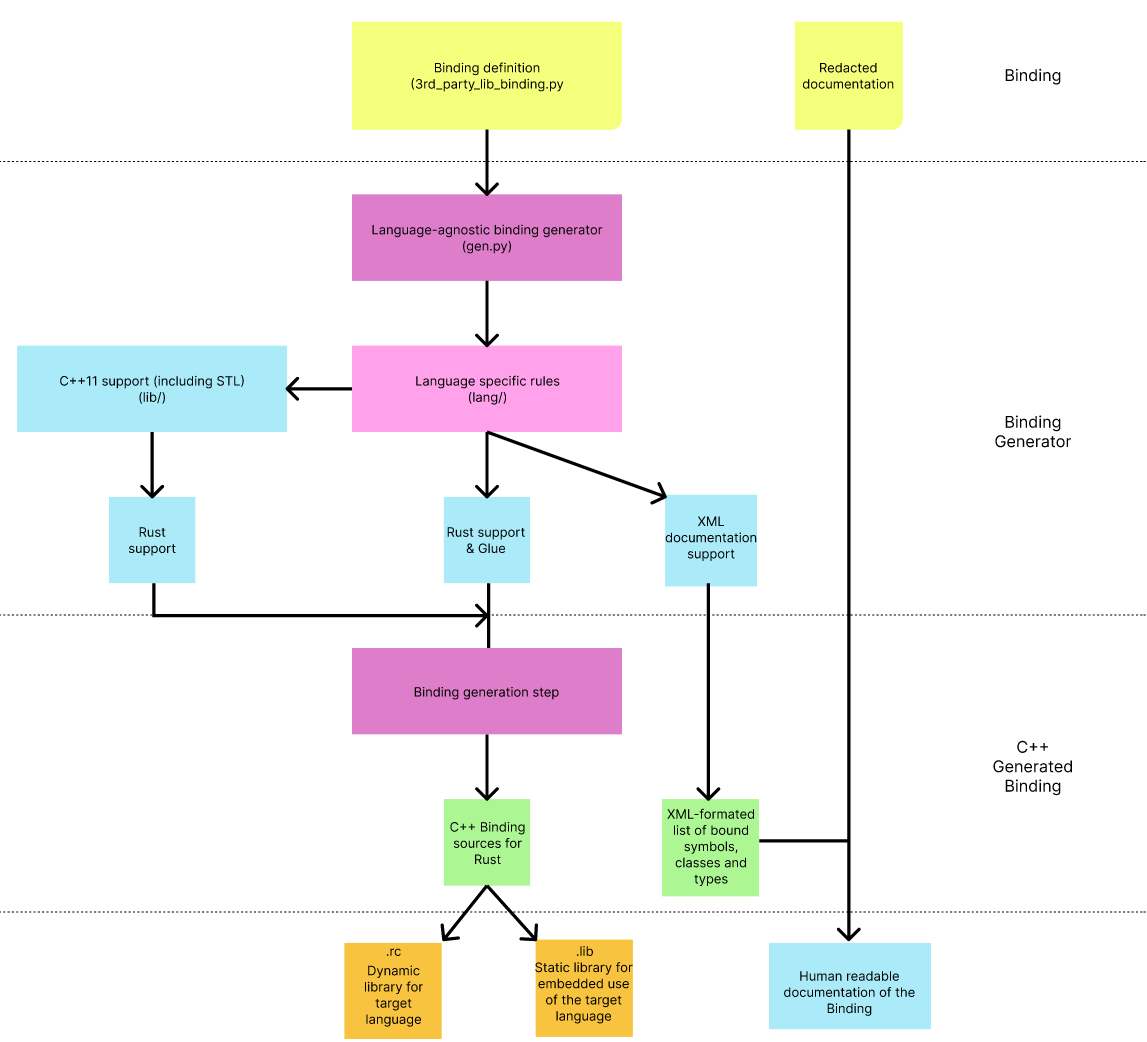 Binding definition
(3rd_party_lib_binding.py
Redacted
documentation
Binding
Language-agnostic binding generator
(gen.py)
C++11 support (including STL)
(lib/)
Language specific rules
(lang/)
Binding
Generator
Rust
support
Rust support
& Glue
XML
documentation
support
Binding generation step
C++
Generated
Binding
C++ Binding
sources for
Rust
XML-formated
list of bound
symbols,
classes and
types
.rc
Dynamic
library for
target
language
.lib
Static library for
embedded use
of the target
language
Human readable
documentation of the
Binding